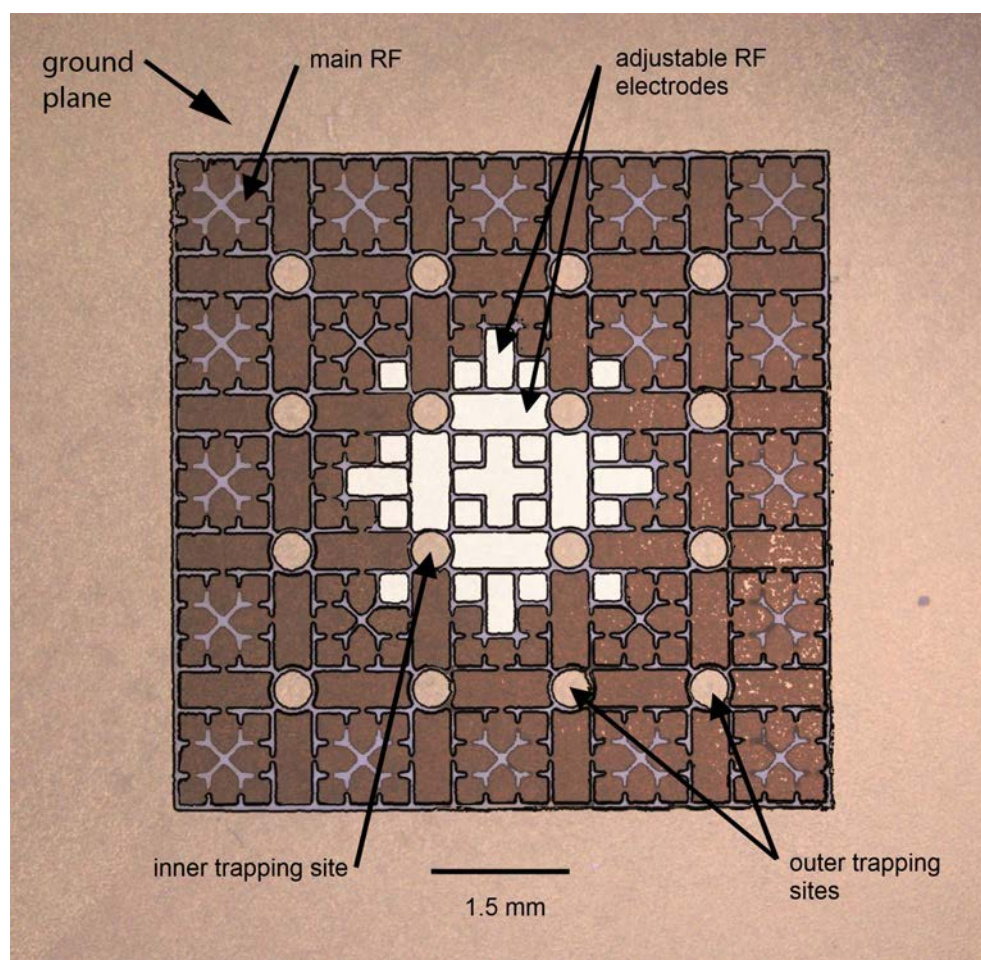 ground
plane
main RF
adjustable RF
electrodes
inner trapping site
1.5 mm
outer trapping
sites